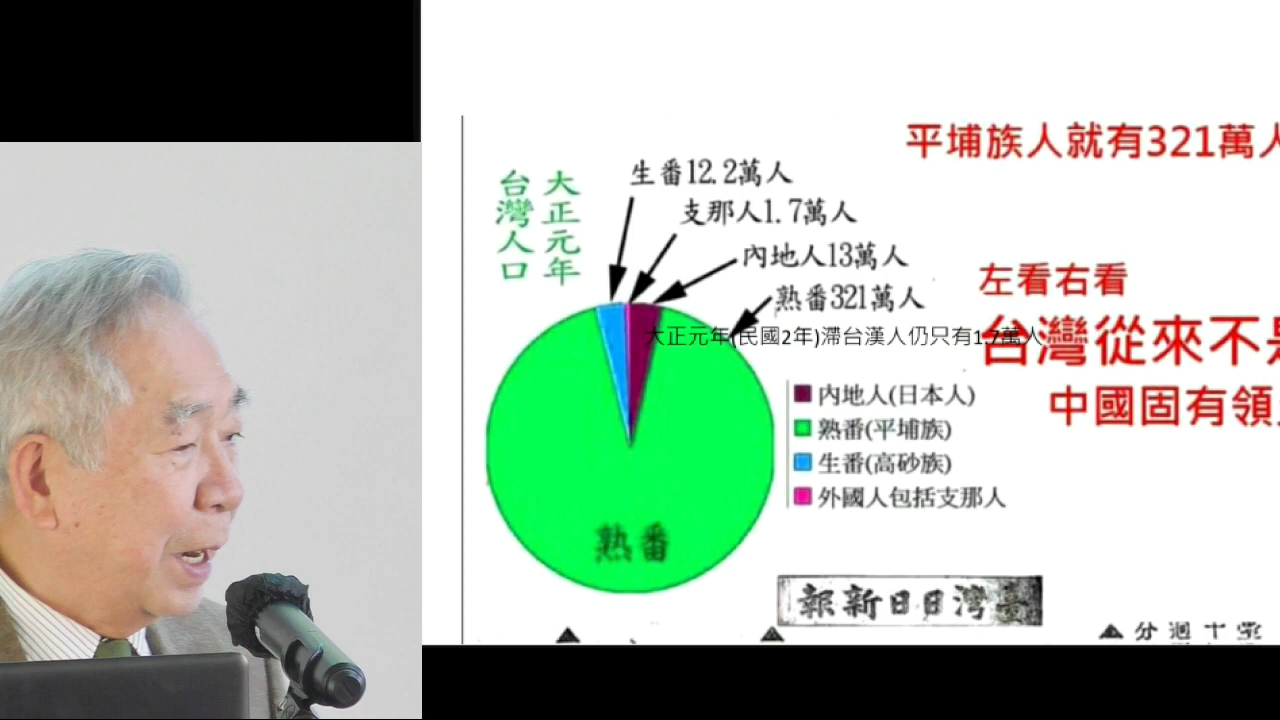 平埔族人就有321萬人
大正元年
台灣人口
生番12.2萬人
支那人1.7萬人
內地人13萬人
熟番321萬人
左看右看
大正元年(民國2年)滯台漢人仍只有1.7萬人
台灣從來不是
中國固有領
內地人(日本人)
熟番(平埔族)
生番(高砂族)
外國人包括支那人
熟番
報新日日灣臺